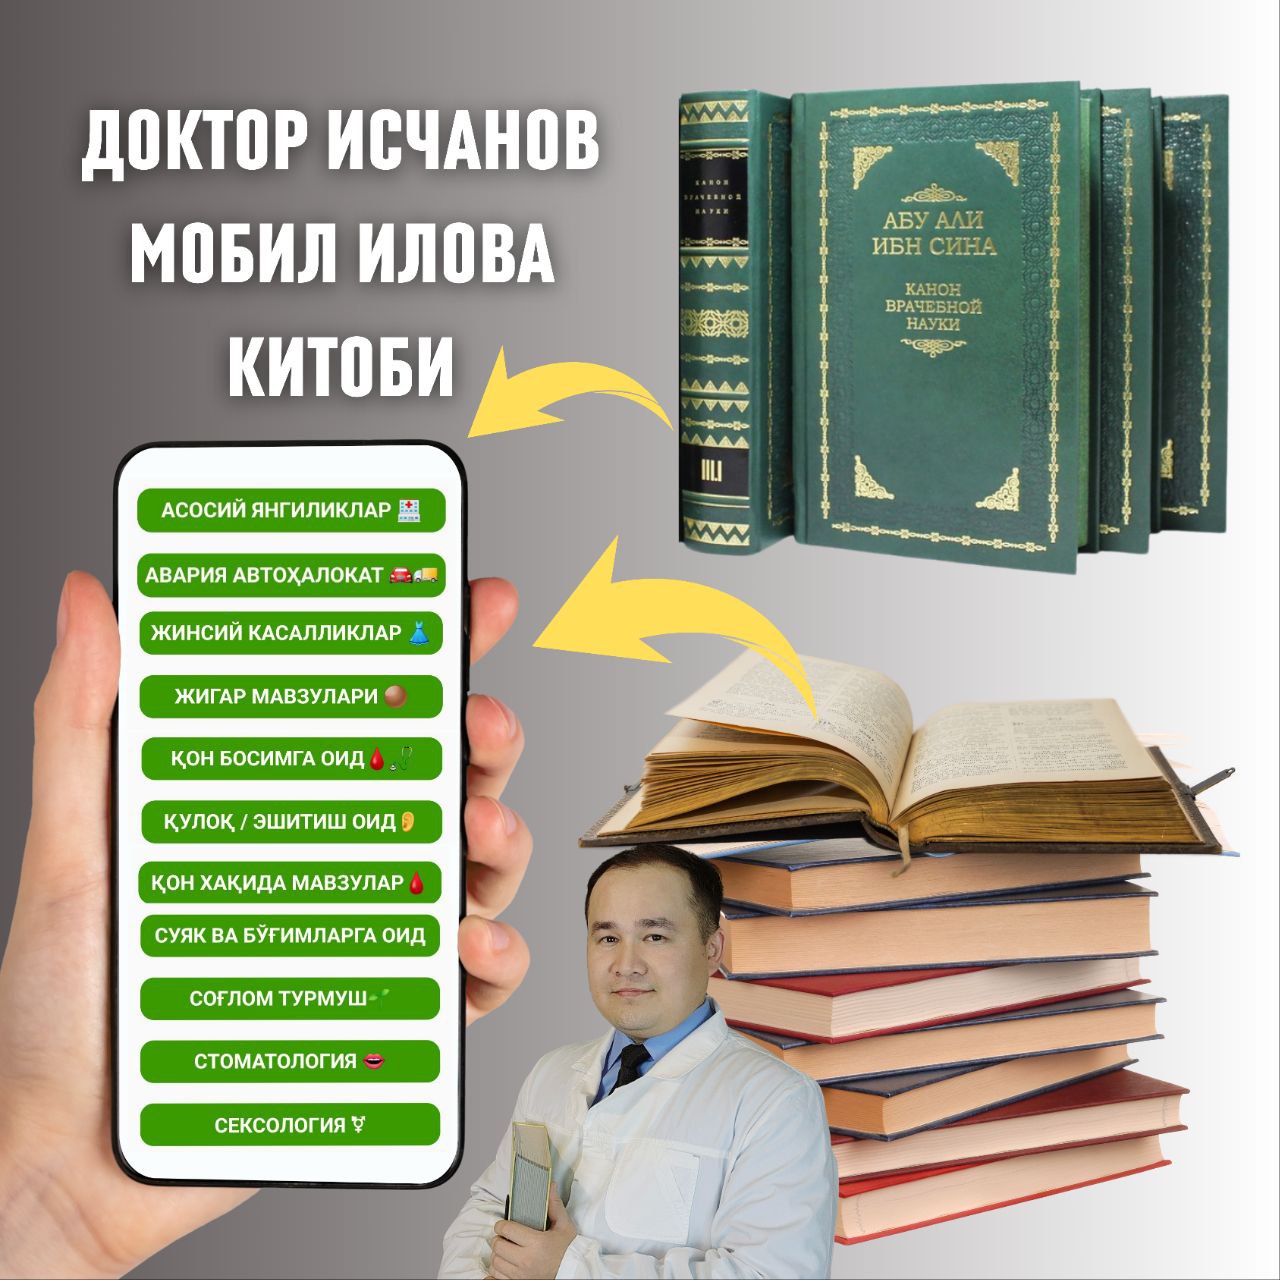 ДОКТОР ИСЧАНОВ
МОБИЛ ИЛОВА
КИТОБИ
КАНОН
ВРАЧЕБНОЙ
НАУКИ
АБУ АЛИ
ИБН СИНА
КАНОН
ВРАЧЕБНОЙ
НАУКИ
АСОСИЙ ЯНГИЛИКЛАР 🏥
АВАРИЯ АВТОҲАЛОКАТ 🚘🚚
ЖИНСИЙ КАСАЛЛИКЛАР 👗
ЖИГАР МАВЗУЛАРИ 🟤
ҚОН БОСИМГА ОИД🩸🩺
ҚУЛОҚ / ЭШИТИШ ОИД👂
ҚОН ХАҚИДА МАВЗУЛАР🩸
СУЯК ВА БЎҒИМЛАРГА ОИД
СОҒЛОМ ТУРМУШ🌱
СТОМАТОЛОГИЯ 👄
СЕКСОЛОГИЯ ⚧